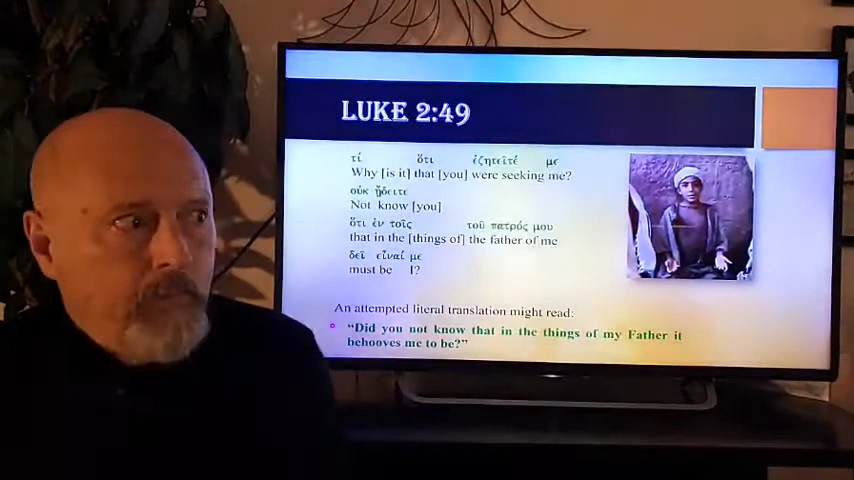 LUKE 2:49
τί ὅτι ἐζητεῖτέ με
Why [is it] that [you] were seeking me?
οὐκ ᾔδειτε
Not know [you]
ὅτι ἐν τοῖς τοῦ πατρός μου
that in the [things of] the father of me
δεῖ εἶναί με
must be I?
An attempted literal translation might read:
“Did you not know that in the things of my Father it
behooves me to be?”